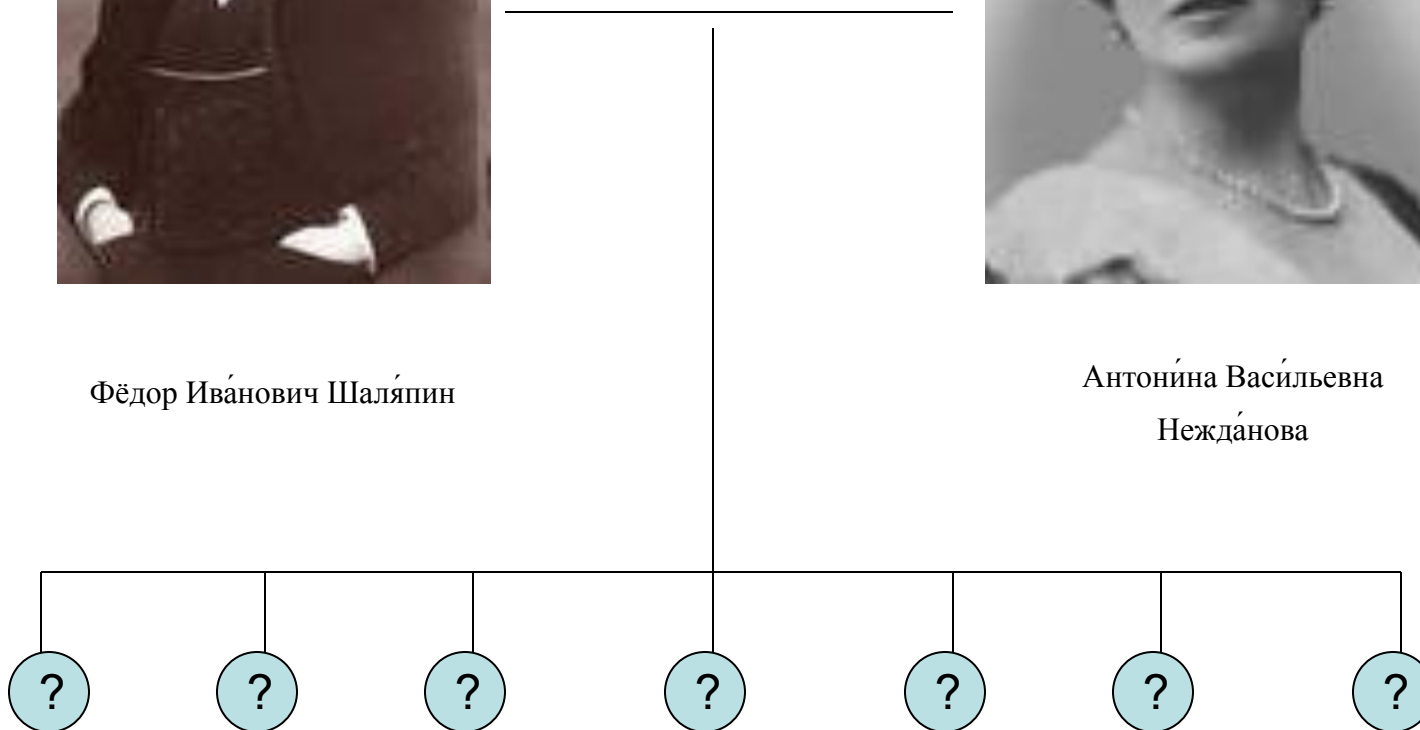 Фёдор Ива́нович Шаля́пин
Антони́на Васи́льевна
Нежда́нова
? ? ? ? ? ? ?